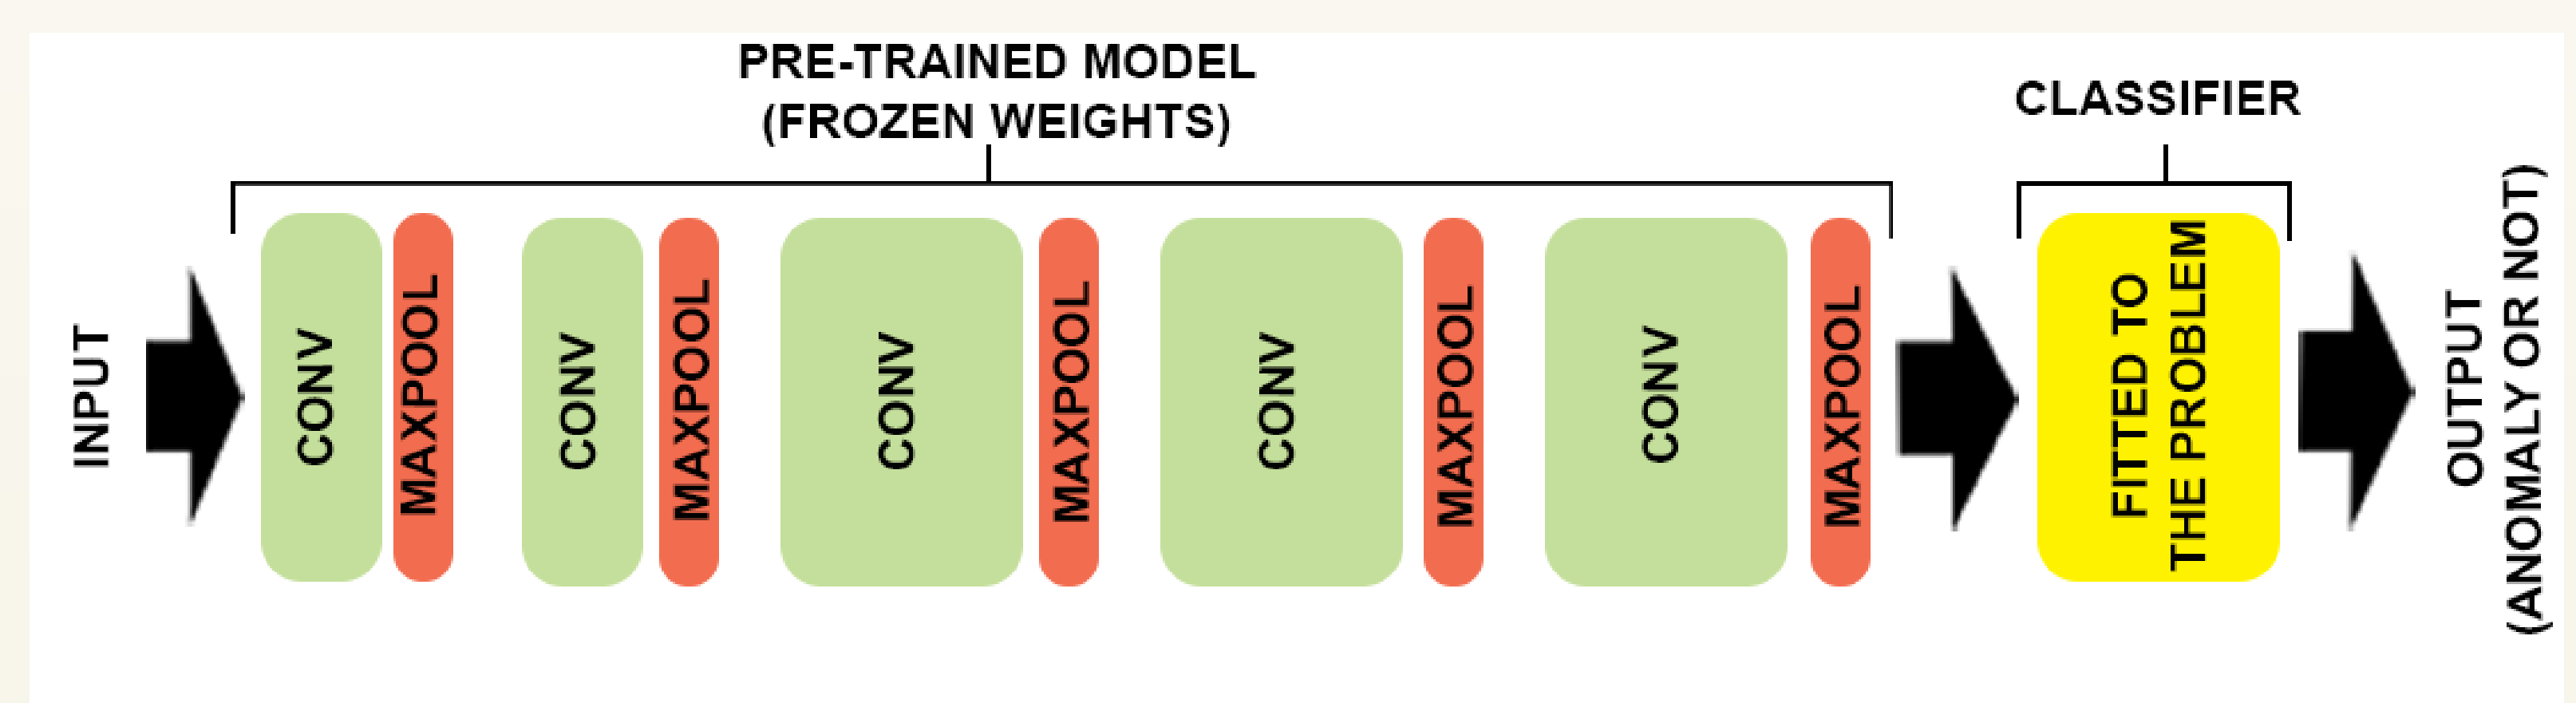 PRE-TRAINED MODEL
(FROZEN WEIGHTS)
CLASSIFIER
INPUT
CONV
MAXPOOL
CONV
MAXPOOL
CONV
MAXPOOL
CONV
MAXPOOL
CONV
MAXPOOL
FITTED TO
THE PROBLEM
OUTPUT
(ANOMALY OR NOT)